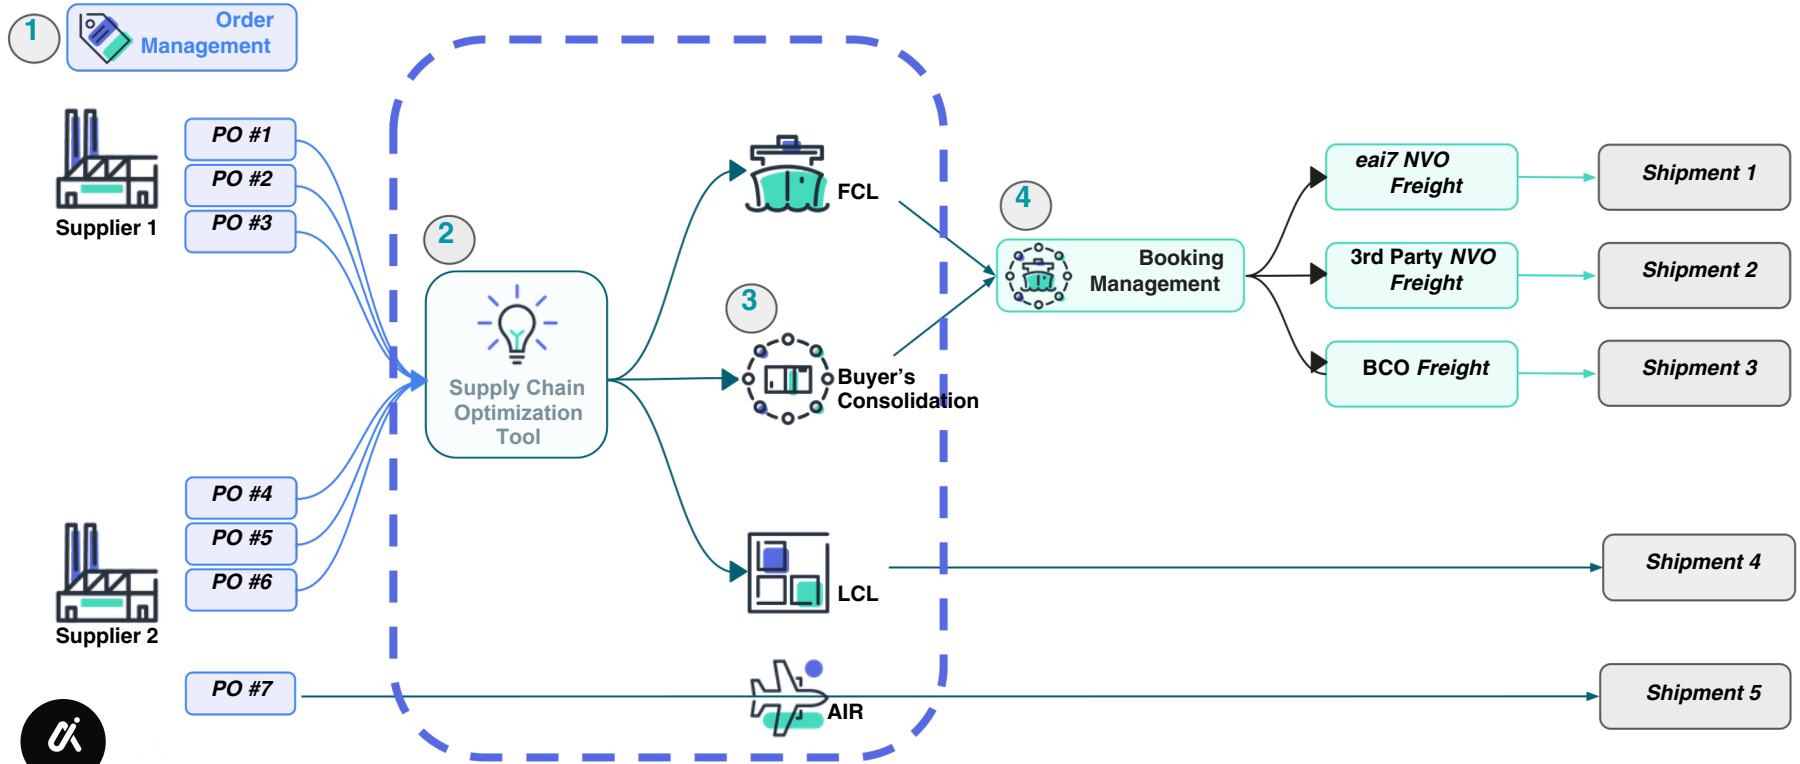 1
Order
Management
PO #1
PO #2
PO #3
Supplier 1
2
Supply Chain
Optimization
Tool
PO #4
PO #5
PO #6
Supplier 2
PO #7
FCL
3
Buyer's
Consolidation
LCL
AIR
4
Booking
Management
eai7 NVO
Freight
3rd Party NVO
Freight
BCO Freight
Shipment 1
Shipment 2
Shipment 3
Shipment 4
Shipment 5